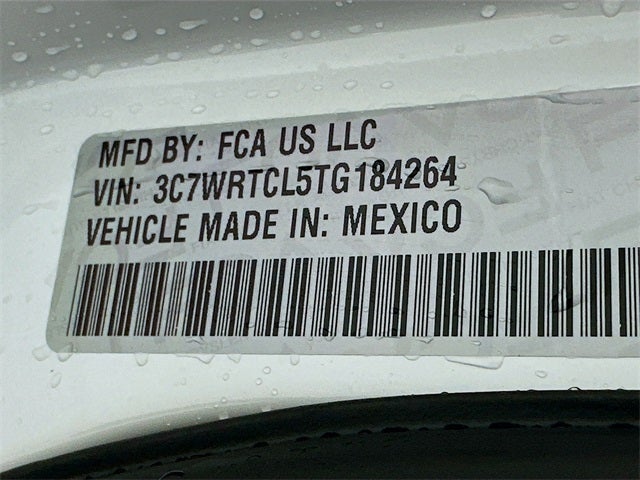 MFD BY: FCA US LLC
VIN: 3C7WRTCL5TG184264
VEHICLE MADE IN: MEXICO